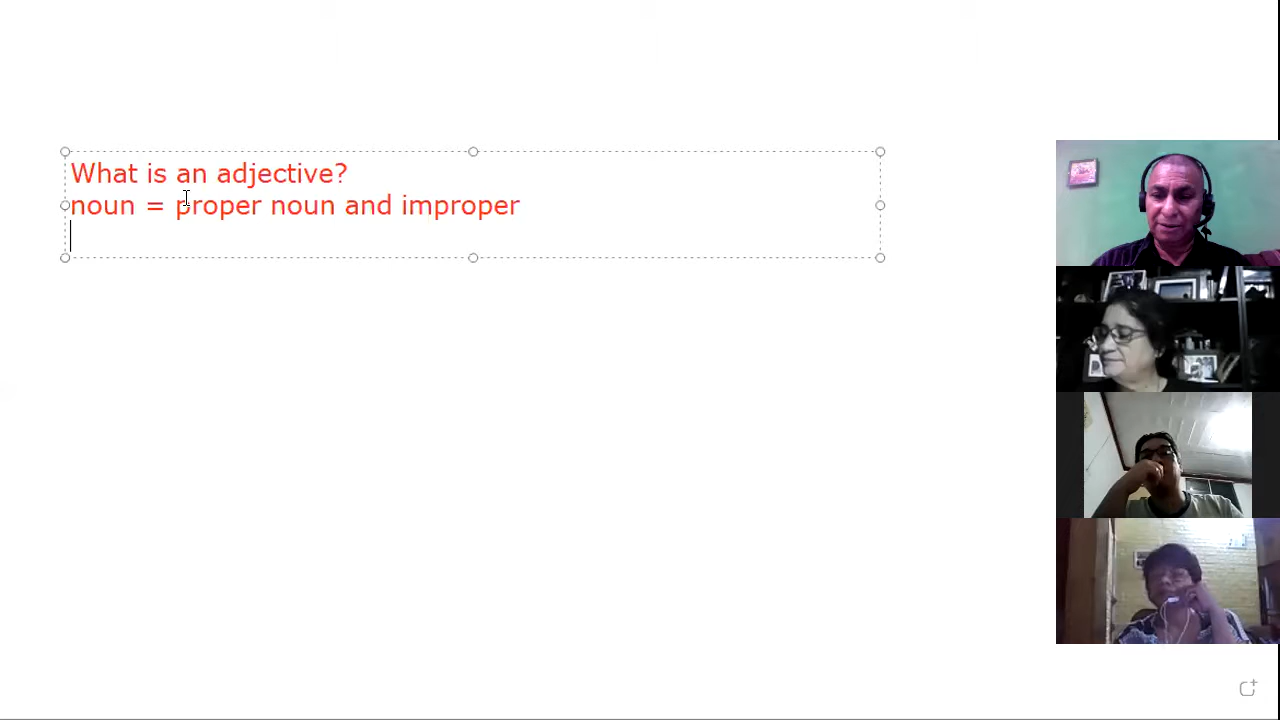 What is an adjective?
noun = proper noun and improper